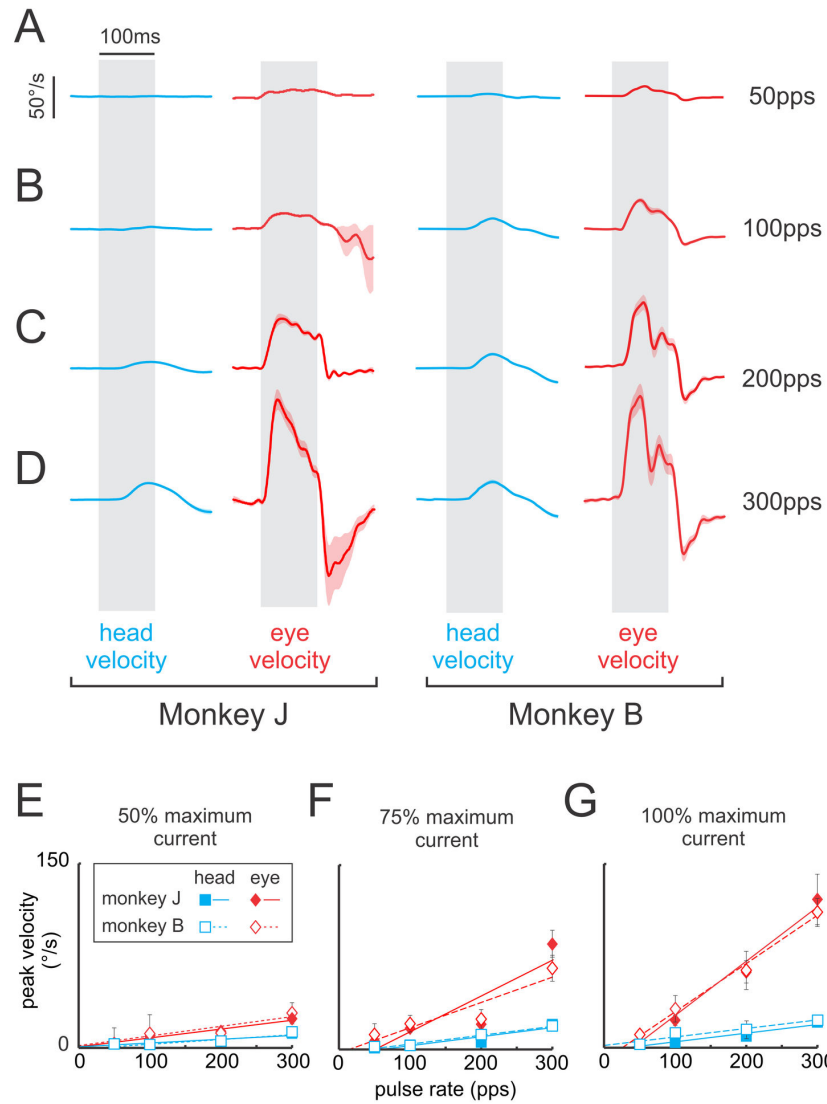 A
100ms
50°/s
50pps
B
100pps
C
200pps
D
300pps
head velocity
eye velocity
head velocity
eye velocity
Monkey J
Monkey B
E
50% maximum current
F
75% maximum current
G
100% maximum current
150
0
peak velocity (°/s)
head eye
monkey J
monkey B
0 100 200 300
0 100 200 300
0 100 200 300
pulse rate (pps)